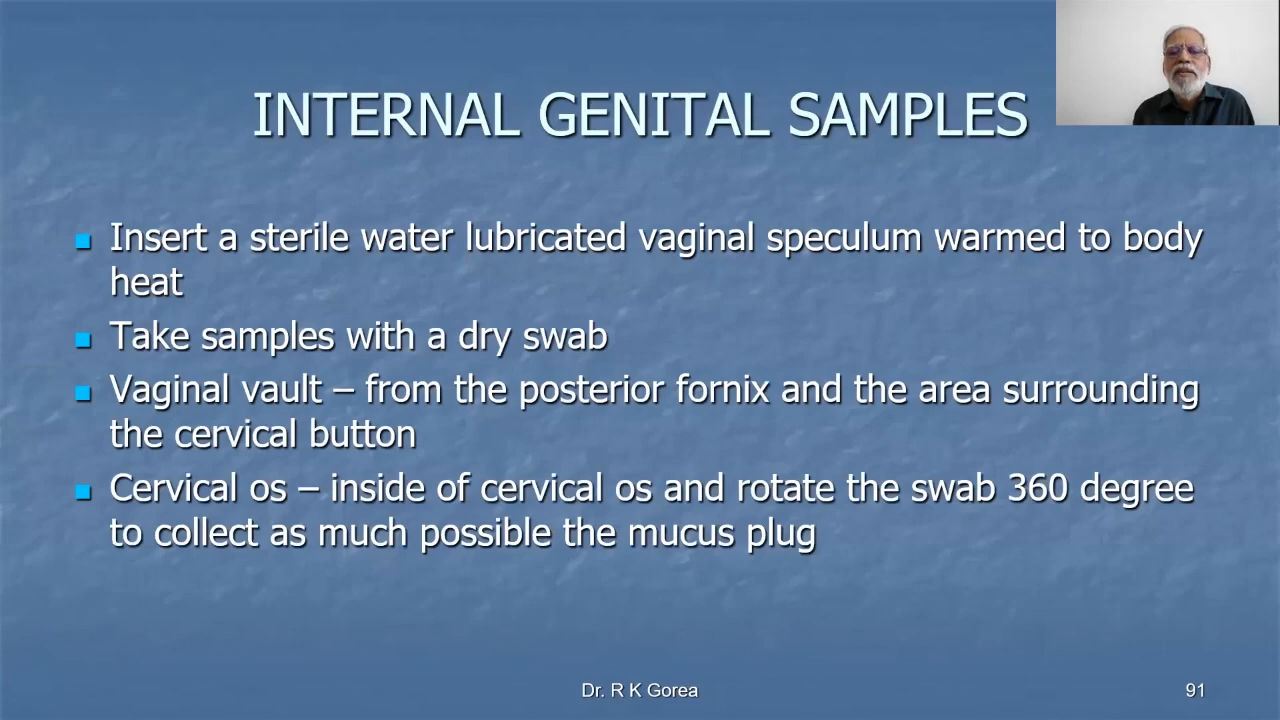 INTERNAL GENITAL SAMPLES
Insert a sterile water lubricated vaginal speculum warmed to body
heat
Take samples with a dry swab
Vaginal vault – from the posterior fornix and the area surrounding
the cervical button
Cervical os – inside of cervical os and rotate the swab 360 degree
to collect as much possible the mucus plug
Dr. R K Gorea
91